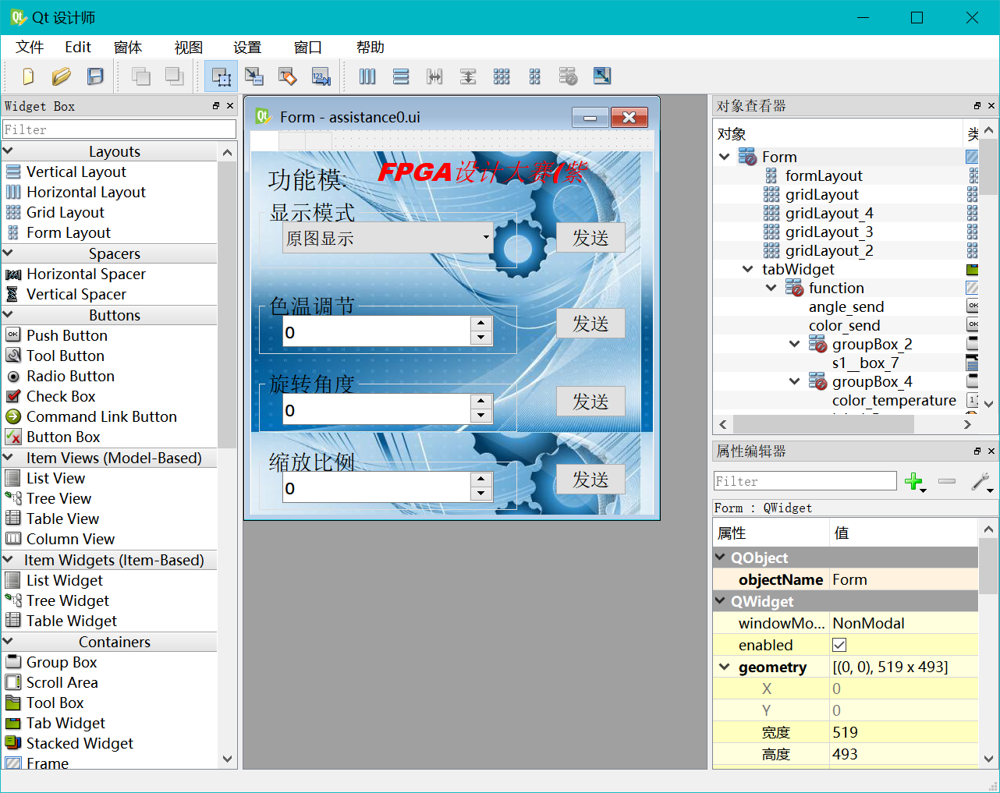 Qt 设计师
文件 Edit 窗体 视图 设置 窗口 帮助
Widget Box
Filter
Layouts
Vertical Layout
Horizontal Layout
Grid Layout
Form Layout
Spacers
Horizontal Spacer
Vertical Spacer
Buttons
Push Button
Tool Button
Radio Button
Check Box
Command Link Button
Button Box
Item Views (Model-Based)
List View
Tree View
Table View
Column View
Item Widgets (Item-Based)
List Widget
Tree Widget
Table Widget
Containers
Group Box
Scroll Area
Tool Box
Tab Widget
Stacked Widget
Frame
Form - assistance0.ui
FPGA设计大赛(紫
功能模:
显示模式
原图显示
发送
色温调节
0
发送
旋转角度
0
发送
缩放比例
0
发送
对象查看器
对象 类
Form
formLayout
gridLayout
gridLayout_4
gridLayout_3
gridLayout_2
tabWidget
function
angle_send
color_send
groupBox_2
s1__box_7
groupBox_4
color_temperature
属性编辑器
Filter
Form : QWidget
属性 值
QObject
objectName Form
QWidget
windowMo... NonModal
enabled
geometry [(0, 0), 519 x 493]
X 0
Y 0
宽度 519
高度 493